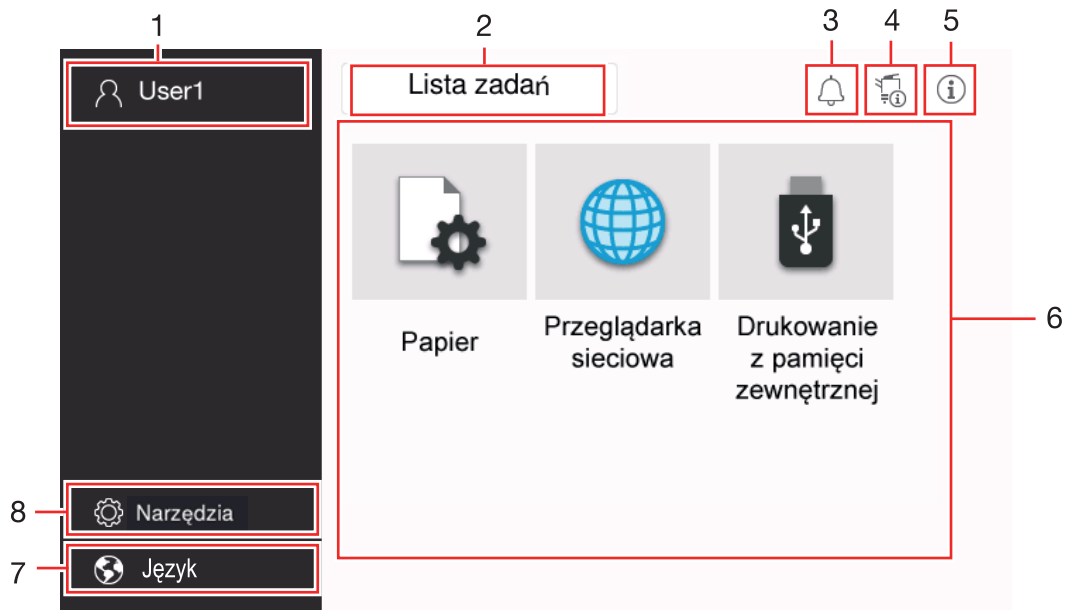 1
2
3
4
5
User1
Lista zadań
Papier
Przeglądarka
sieciowa
Drukowanie
z pamięci
zewnętrznej
6
8
Narzędzia
7
Język